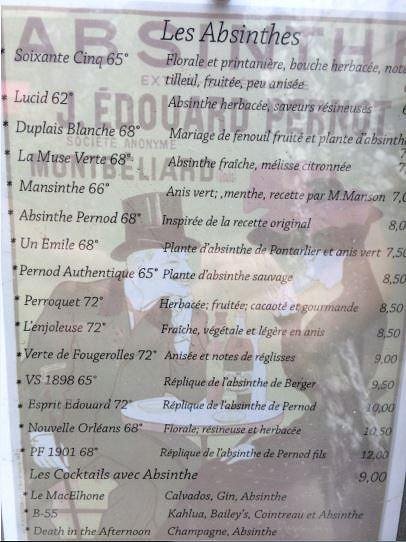 ABSINTHE
Les Absinthes
* Soixante Cinq 65° Florale et printanière, bouche herbacée, note
tilleul, fruitée, peu anisée
* Lucid 62° Absinthe herbacée, saveurs résineuses
J. ÉDOUARD
* Duplais Blanche 68° Mariage de fenouil fruité et plante d'absinthe
SOCIÉTÉ ANONYME
* La Muse Verte 68° Absinthe fraîche, mélisse citronnée
MONTBÉLIARD
* Mansinthe 66° Anis vert; ,menthe, recette par M.Manson 7,0
* Absinthe Pernod 68° Inspirée de la recette original 8,0
* Un Emile 68° Plante d'absinthe de Pontarlier et anis vert 7,50
* Pernod Authentique 65° Plante d'absinthe sauvage 8,50
* Perroquet 72° Herbacée; fruitée; cacaoté et gourmande 8,50
* L'enjoleuse 72° Fraîche, végétale et légère en anis 8,50
* Verte de Fougerolles 72° Anisée et notes de réglisses 9,00
* VS 1898 65° Réplique de l'absinthe de Berger 9,50
* Esprit Edouard 72° Réplique de l'absinthe de Pernod 10,00
* Nouvelle Orléans 68° Florale; résineuse et herbacée 10,50
* PF 1901 68° Réplique de l'absinthe de Pernod fils 12,00
Les Cocktails avec Absinthe 9,00
* Le MacElhone Calvados, Gin, Absinthe
* B-55 Kahlua, Bailey's, Cointreau et Absinthe
* Death in the Afternoon Champagne, Absinthe